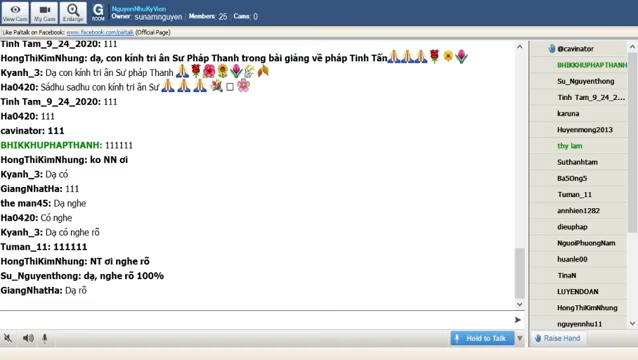 View Cam
My Cam
Enlarge
G
ROOM
NguyenNhuKyVien
Owner: sunamnguyen Members: 25 Cams: 0
Like Paltalk on Facebook: www.facebook.com/paltalk (Official Page)
Tinh Tam_9_24_2020: 111
HongThiKimNhung: dạ, con kính tri ân Sư Pháp Thanh trong bài giảng về pháp Tinh Tấn
Kyanh_3: Dạ con kính tri ân Sư pháp Thanh
Ha0420: Sádhu sadhu con kính tri ân Sư
Tinh Tam_9_24_2020: 111
Ha0420: 111
cavinator: 111
BHIKKHUPHAPTHANH: 111111
HongThiKimNhung: ko NN ơi
Kyanh_3: Dạ có
GiangNhatHa: 111
the man45: Dạ nghe
Ha0420: Có nghe
Kyanh_3: Dạ có nghe rõ
Tuman_11: 111111
HongThiKimNhung: NT ơi nghe rõ
Su_Nguyenthong: dạ, nghe rõ 100%
GiangNhatHa: Dạ rõ
Hold to Talk
@cavinator
BHIKKHUPHAPTHANH
Su_Nguyenthong
Tinh Tam_9_24_2...
karuna
Huyenmong2013
thy lam
Suthanhtam
Ba5Ong5
Tuman_11
annhien1282
dieuphap
NguoiPhuongNam
huanle00
TinaN
LUYENDOAN
HongThiKimNhung
nguyennhu11
Raise Hand